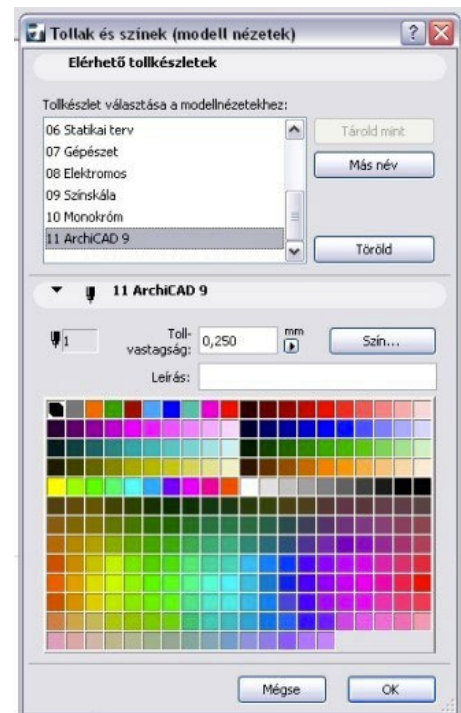 Tollak és színek (modell nézetek)
Elérhető tollkészletek
Tollkészlet választása a modellnézetekhez:
06 Statikai terv
07 Gépészet
08 Elektromos
09 Színskála
10 Monokróm
11 ArchiCAD 9
Tárold mint
Más név
Töröld
11 ArchiCAD 9
1
Toll-
vastagság:
0,250
mm
Szín...
Leírás:
Mégse
OK